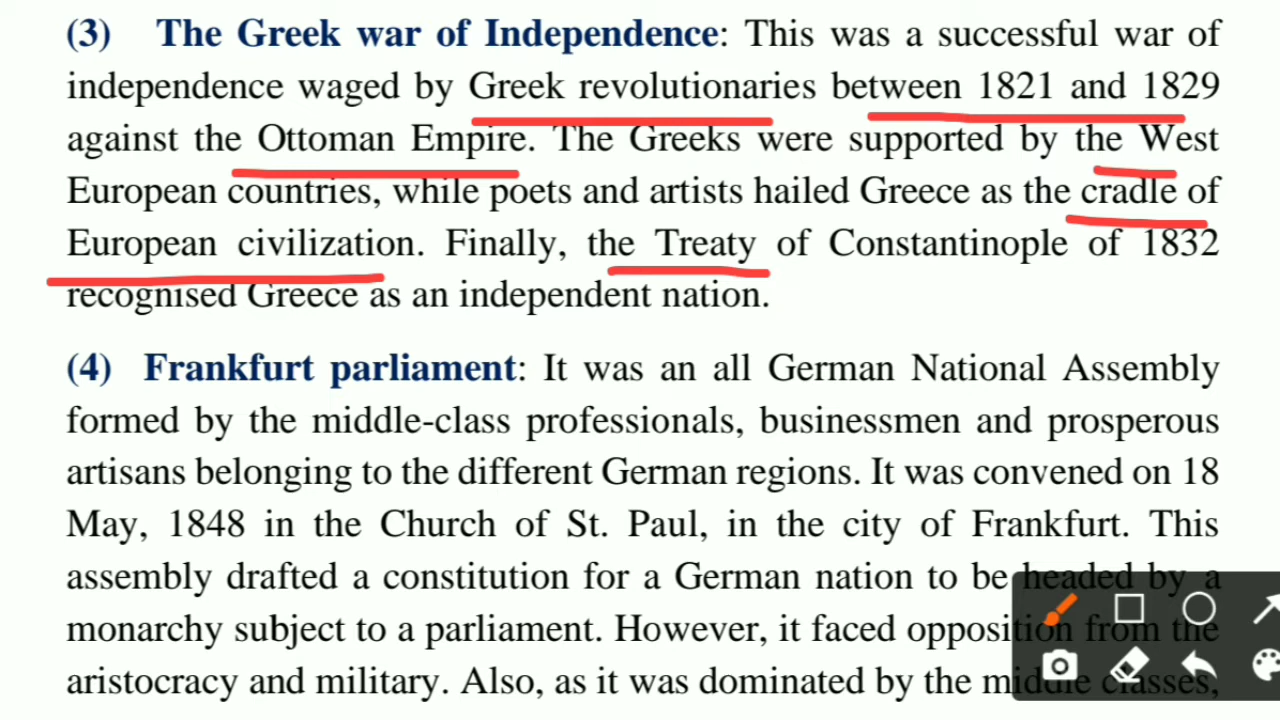 (3) The Greek war of Independence: This was a successful war of
independence waged by Greek revolutionaries between 1821 and 1829
against the Ottoman Empire. The Greeks were supported by the West
European countries, while poets and artists hailed Greece as the cradle of
European civilization. Finally, the Treaty of Constantinople of 1832
recognised Greece as an independent nation.
(4) Frankfurt parliament: It was an all German National Assembly
formed by the middle-class professionals, businessmen and prosperous
artisans belonging to the different German regions. It was convened on 18
May, 1848 in the Church of St. Paul, in the city of Frankfurt. This
assembly drafted a constitution for a German nation to be headed by a
monarchy subject to a parliament. However, it faced opposition from the
aristocracy and military. Also, as it was dominated by the middle classes,